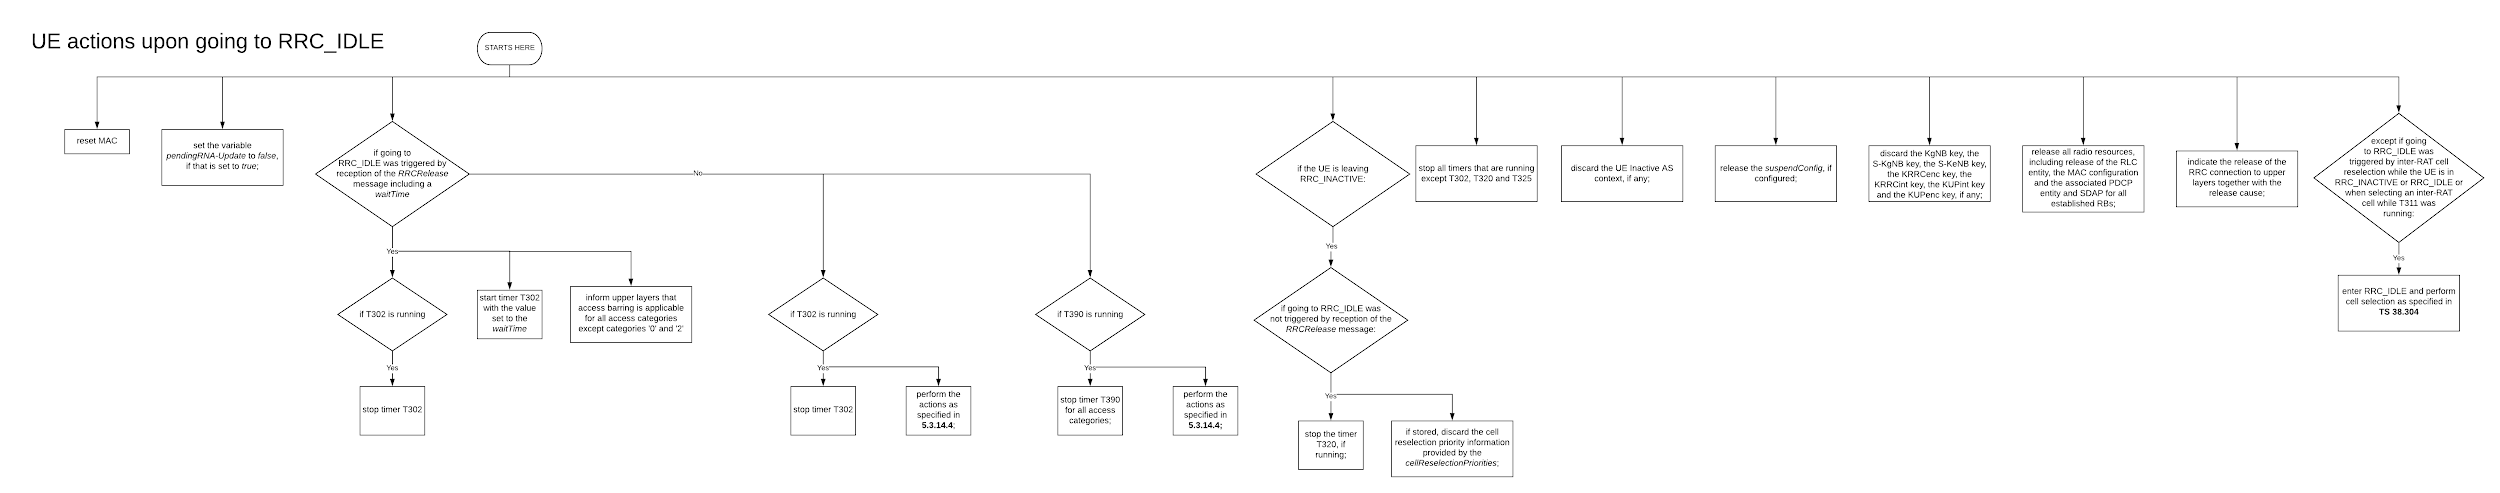 UE actions upon going to RRC_IDLE
STARTS HERE
reset MAC
set the variable
pendingRNA-Update to false,
if that is set to true;
if going to
RRC_IDLE was triggered by
reception of the RRCRelease
message including a
waitTime
No
Yes
if T302 is running
Yes
stop timer T302
start timer T302
with the value
set to the
waitTime
inform upper layers that
access barring is applicable
for all access categories
except categories '0' and '2'
if T302 is running
Yes
stop timer T302
perform the
actions as
specified in
5.3.14.4;
if T390 is running
Yes
stop timer T390
for all access
categories;
perform the
actions as
specified in
5.3.14.4;
if the UE is leaving
RRC_INACTIVE:
Yes
if going to RRC_IDLE was
not triggered by reception of the
RRCRelease message:
Yes
stop the timer
T320, if
running;
if stored, discard the cell
reselection priority information
provided by the
cellReselectionPriorities;
stop all timers that are running
except T302, T320 and T325
discard the UE Inactive AS
context, if any;
release the suspendConfig, if
configured;
discard the KgNB key, the
S-KgNB key, the S-KeNB key,
the KRRCenc key, the
KRRCint key, the KUPint key
and the KUPenc key, if any;
release all radio resources,
including release of the RLC
entity, the MAC configuration
and the associated PDCP
entity and SDAP for all
established RBs;
indicate the release of the
RRC connection to upper
layers together with the
release cause;
except if going
to RRC_IDLE was
triggered by inter-RAT cell
reselection while the UE is in
RRC_INACTIVE or RRC_IDLE or
when selecting an inter-RAT
cell while T311 was
running:
Yes
enter RRC_IDLE and perform
cell selection as specified in
TS 38.304